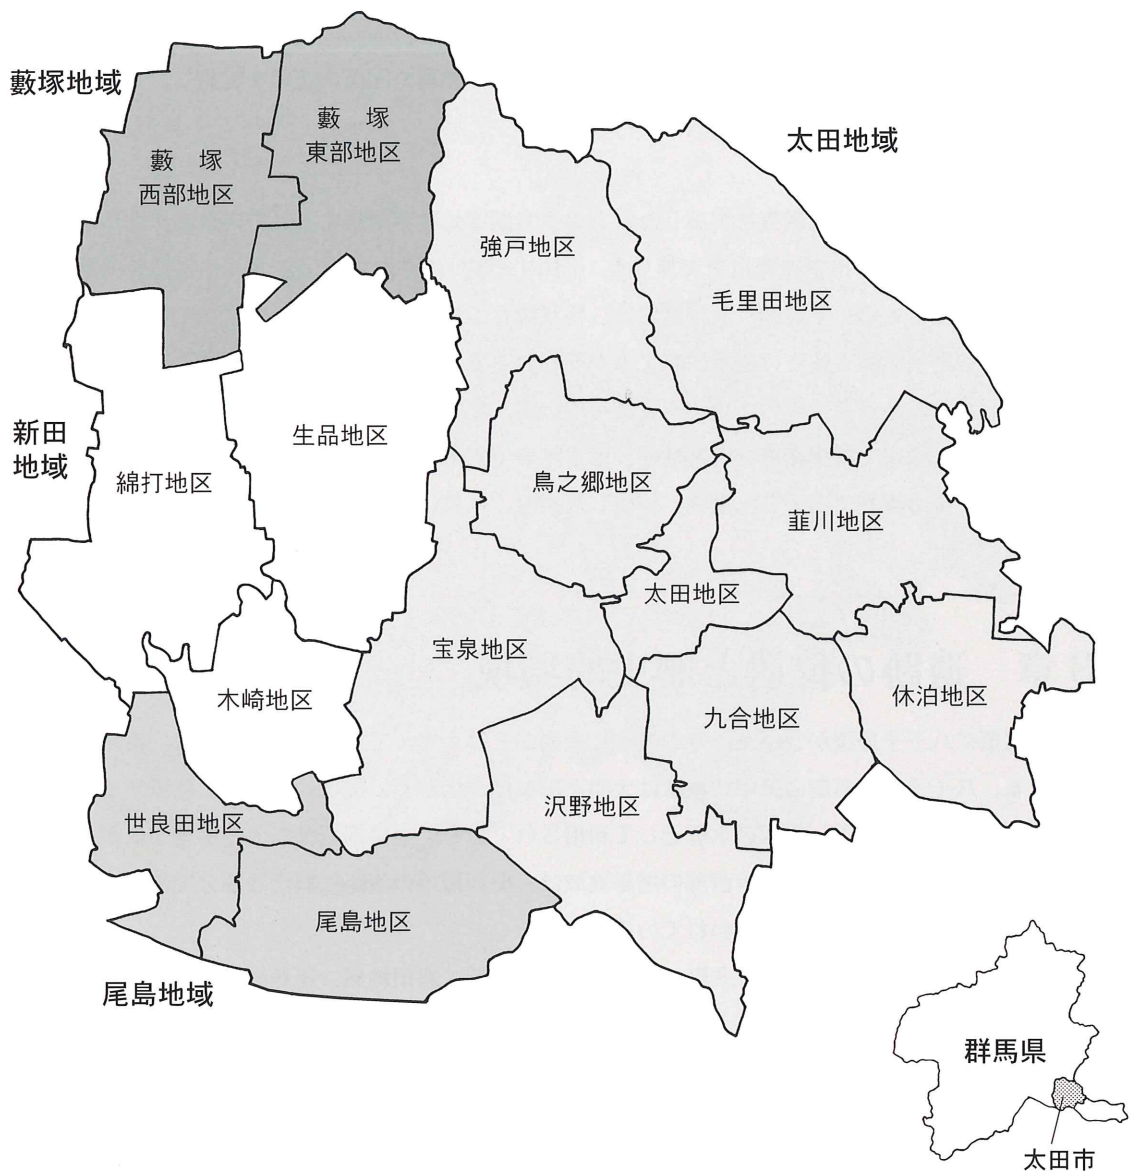 藪塚地域
藪　塚
東部地区
藪　塚
西部地区
太田地域
強戸地区
毛里田地区
新田
地域
生品地区
綿打地区
鳥之郷地区
韮川地区
太田地区
宝泉地区
木崎地区
九合地区
休泊地区
沢野地区
世良田地区
尾島地区
尾島地域
群馬県
太田市